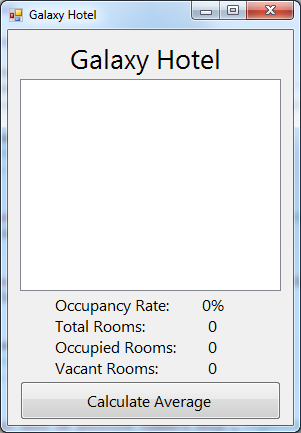 Galaxy Hotel
Galaxy Hotel
Occupancy Rate: 0%
Total Rooms: 0
Occupied Rooms: 0
Vacant Rooms: 0
Calculate Average